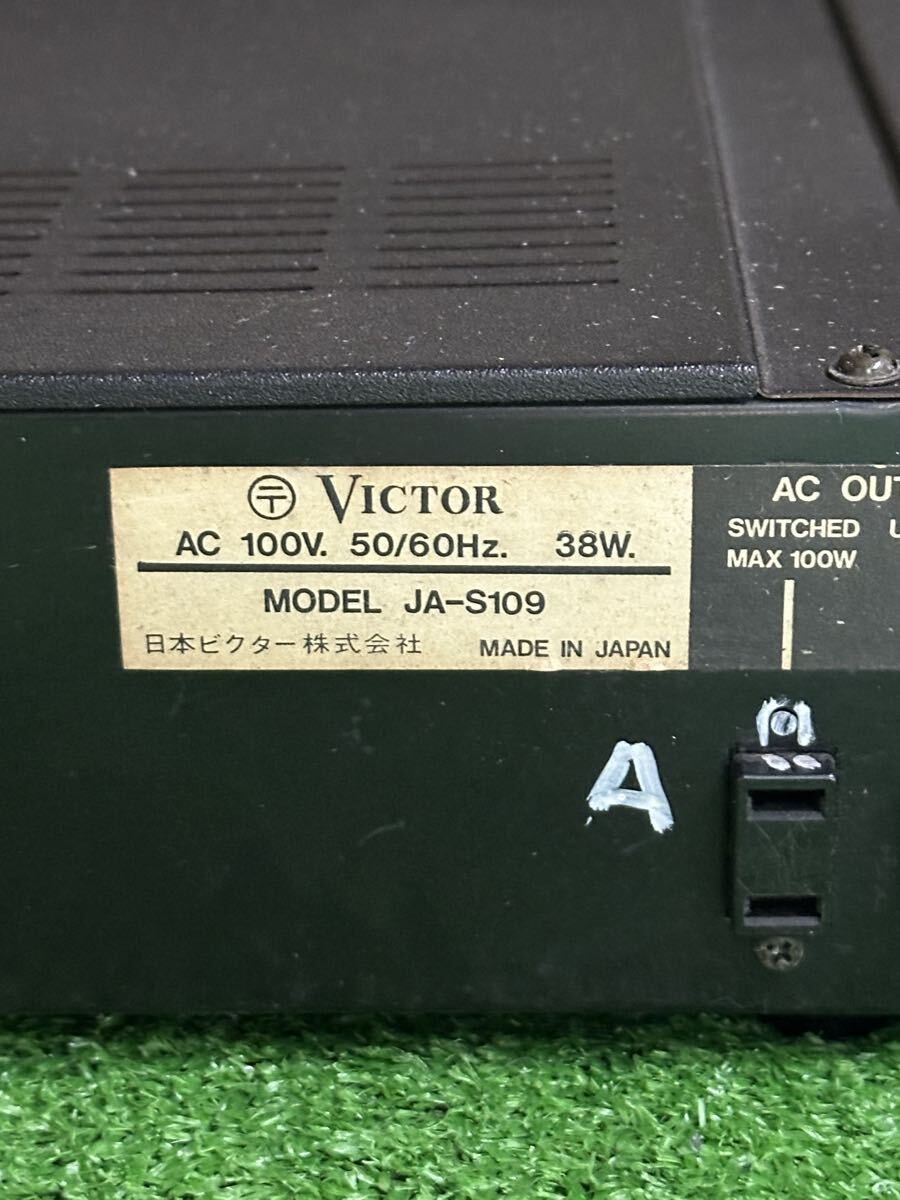 〒 VICTOR
AC 100V. 50/60Hz. 38W.
MODEL JA-S109
日本ビクター株式会社 MADE IN JAPAN
AC OUT
SWITCHED U
MAX 100W
A